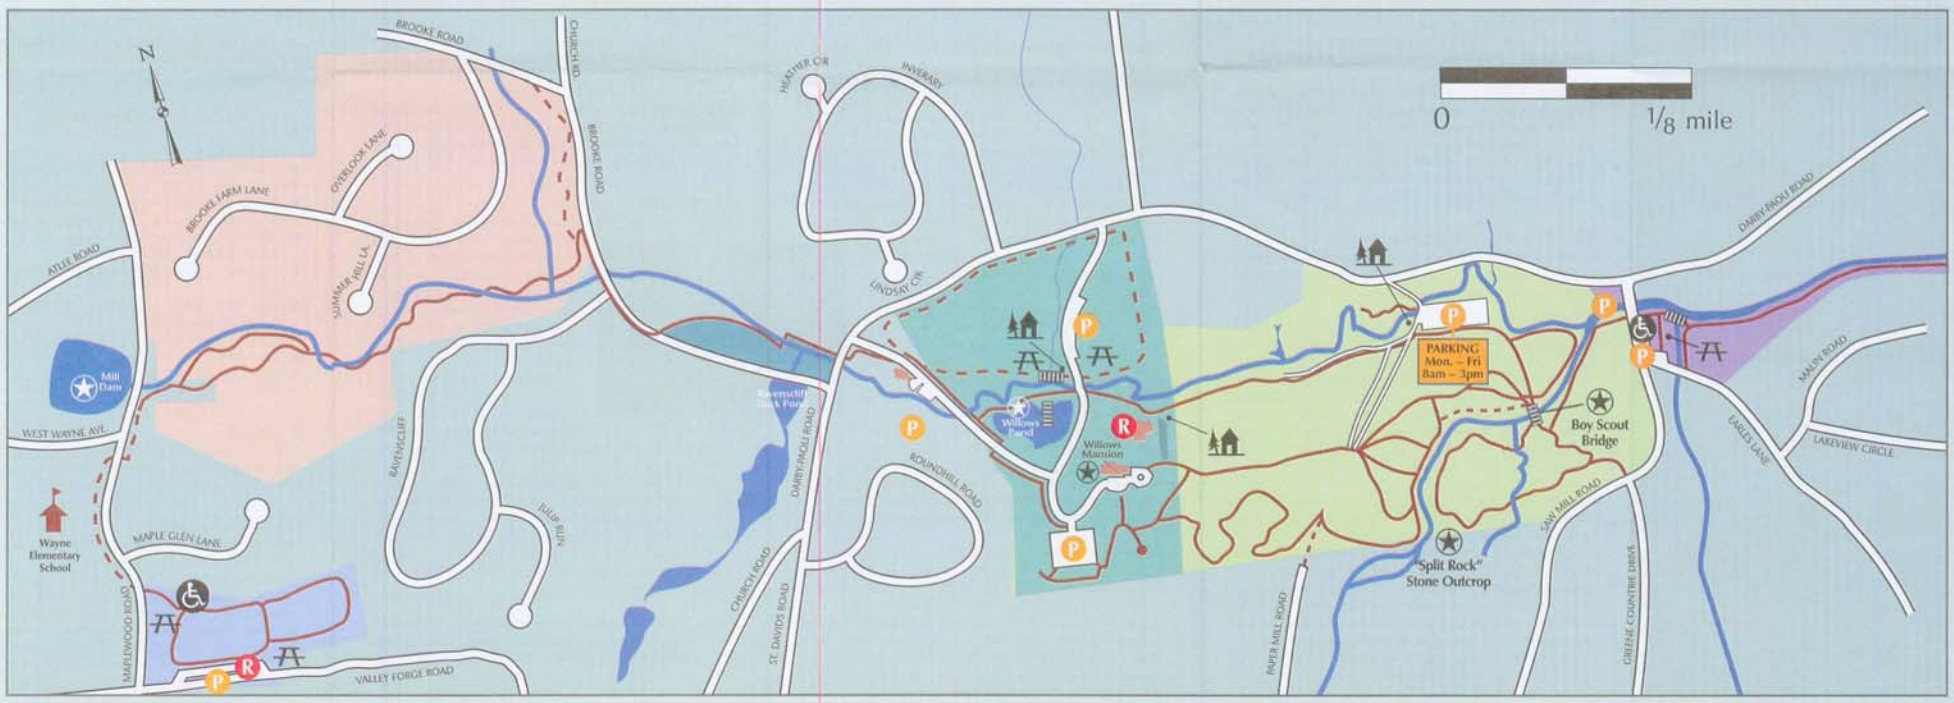 BROOKE ROAD
CHURCH RD.
N
HEATHER CIR
INVERARY
0
1/8 mile
BROOKE ROAD
OVERLOOK LANE
BROOKE FARM LANE
DARBY-PAOLI ROAD
ATLEE ROAD
SUMMER HILL LA.
LINDSAY CIR.
P
P
P
P
PARKING
Mon. – Fri
8am – 3pm
MALIN ROAD
Mill
Dam
Ravenscliff
Duck Pond
Willows
Pond
P
R
Willows
Mansion
Boy Scout
Bridge
WEST WAYNE AVE.
RAVENSCLIFF
DARBY-PAOLI ROAD
ROUNDHILL ROAD
EARLES LANE
LAKEVIEW CIRCLE
JULIP RUN
SAW MILL ROAD
Wayne
Elementary
School
MAPLE GLEN LANE
P
"Split Rock"
Stone Outcrop
CHURCH ROAD
ST. DAVIDS ROAD
PAPER MILL ROAD
GREENE COUNTRIE DRIVE
MAPLEWOOD ROAD
R
P
VALLEY FORGE ROAD